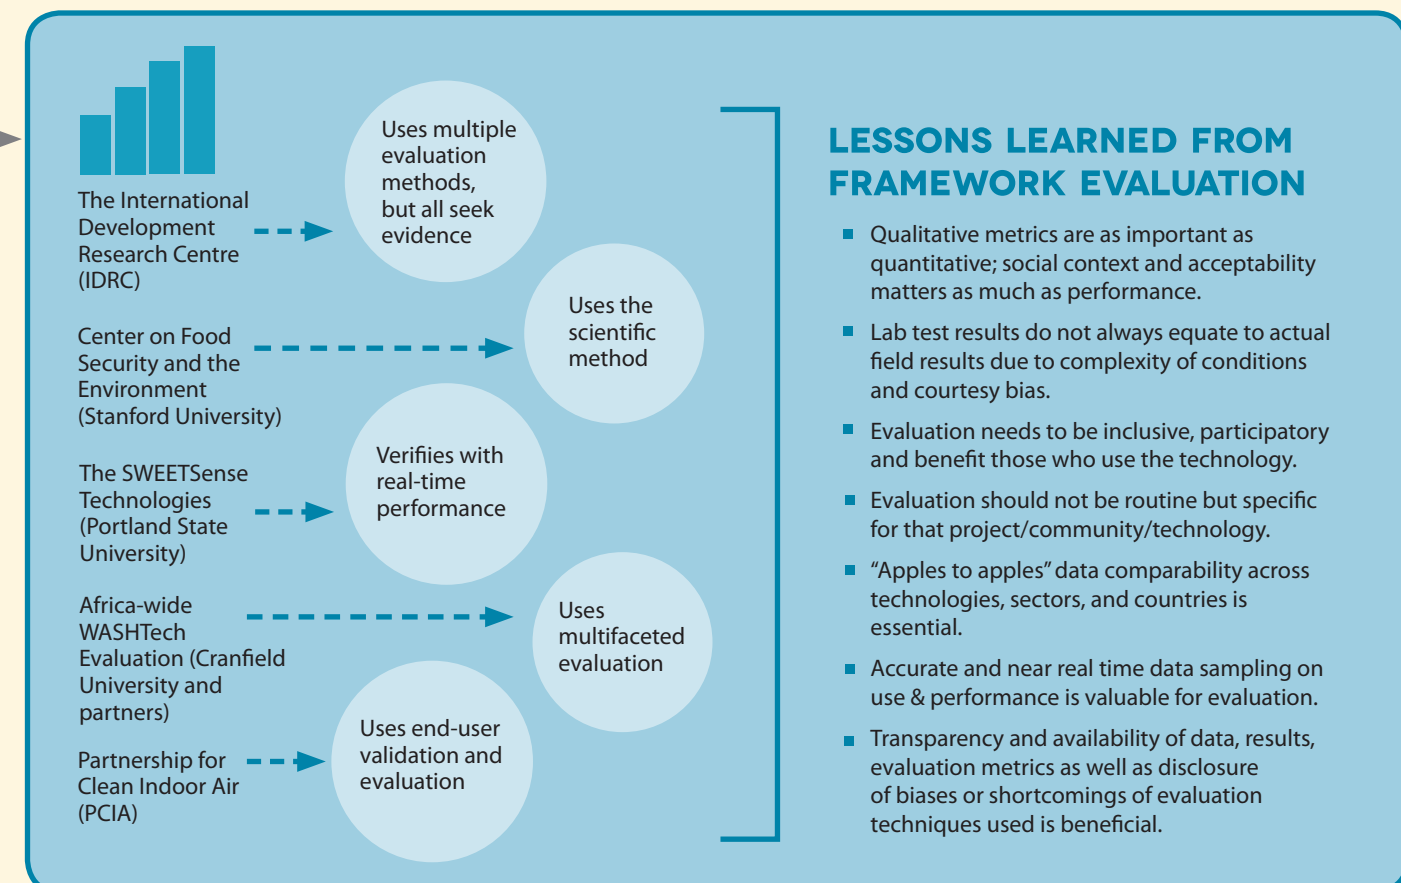 The International
Development
Research Centre
(IDRC)
Uses multiple
evaluation
methods,
but all seek
evidence
Center on Food
Security and the
Environment
(Stanford University)
Uses the
scientific
method
The SWEETSense
Technologies
(Portland State
University)
Verifiies with
real-time
performance
Africa-wide
WASHTech
Evaluation (Cranfield
University and
partners)
Uses
multifaceted
evaluation
Partnership for
Clean Indoor Air
(PCIA)
Uses end-user
validation and
evaluation
LESSONS LEARNED FROM
FRAMEWORK EVALUATION
Qualitative metrics are as important as
quantitative; social context and acceptability
matters as much as performance.
Lab test results do not always equate to actual
field results due to complexity of conditions
and courtesy bias.
Evaluation needs to be inclusive, participatory
and benefit those who use the technology.
Evaluation should not be routine but specific
for that project/community/technology.
“Apples to apples” data comparability across
technologies, sectors, and countries is
essential.
Accurate and near real time data sampling on
use & performance is valuable for evaluation.
Transparency and availability of data, results,
evaluation metrics as well as disclosure
of biases or shortcomings of evaluation
techniques used is beneficial.